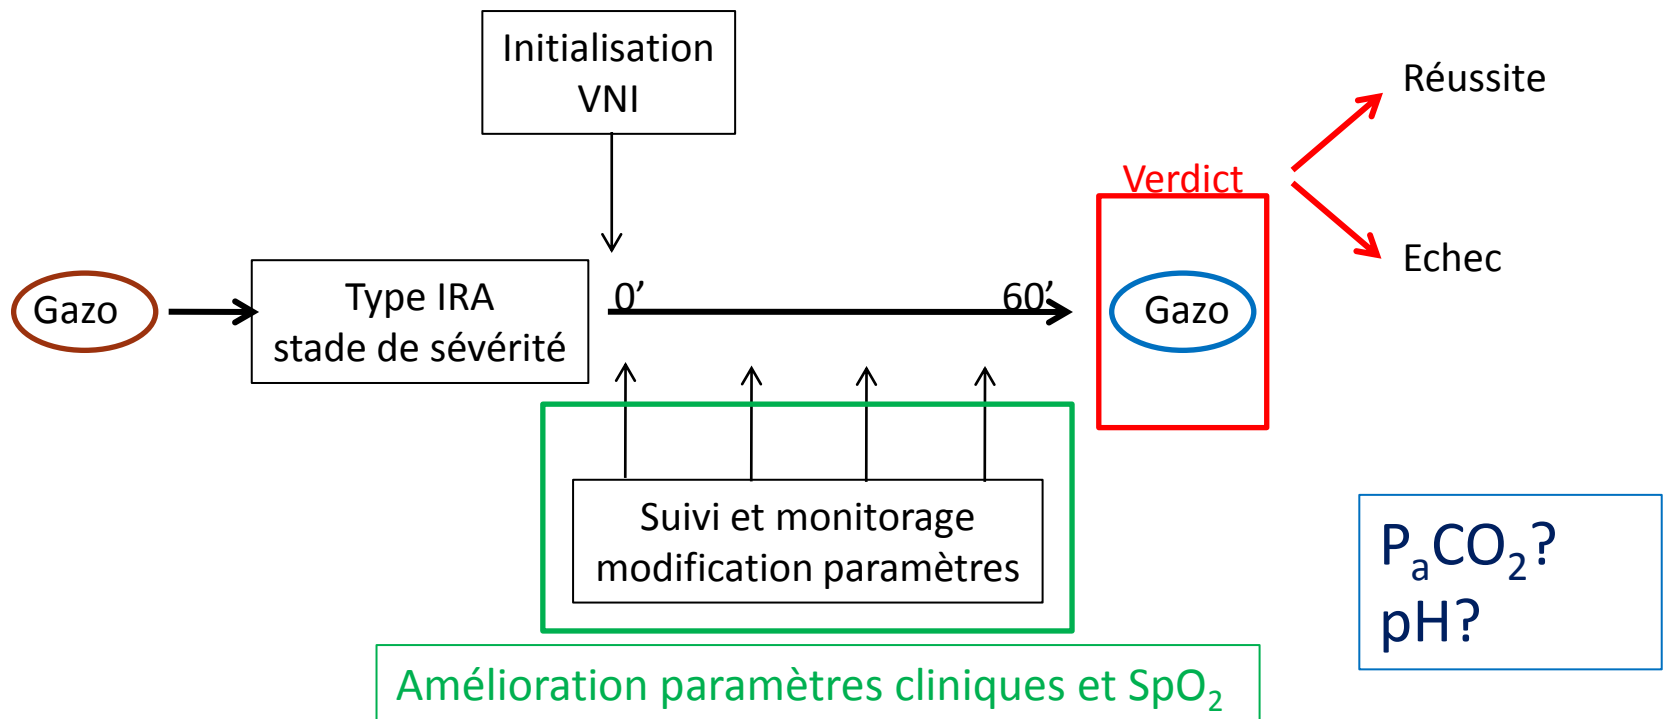 Initialisation
VNI
Réussite
Verdict
Echec
Gazo
Type IRA
stade de sévérité
0’
60’
Gazo
Suivi et monitorage
modification paramètres
PaCO2?
pH?
Amélioration paramètres cliniques et SpO2